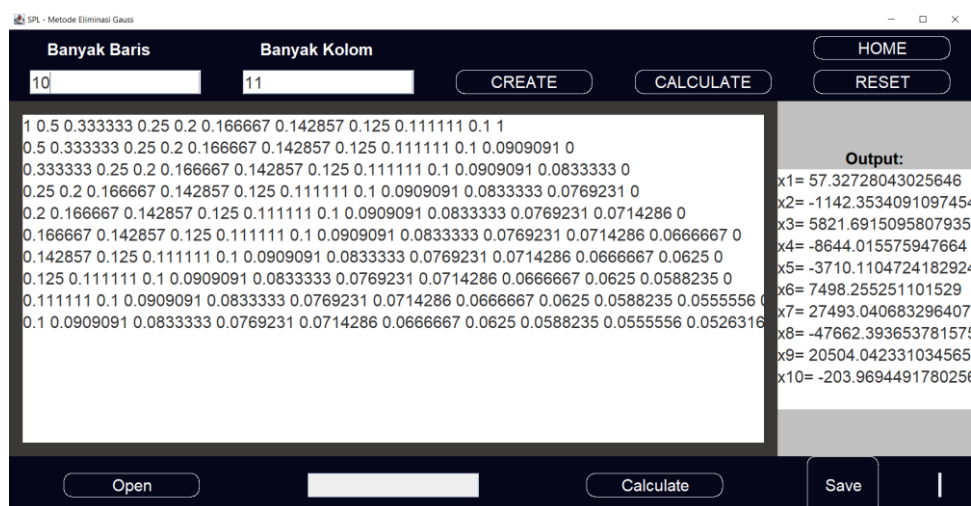 SPL - Metode Eliminasi Gauss
Banyak Baris Banyak Kolom HOME
10 11 CREATE CALCULATE RESET
1 0.5 0.333333 0.25 0.2 0.166667 0.142857 0.125 0.111111 0.1 1
0.5 0.333333 0.25 0.2 0.166667 0.142857 0.125 0.111111 0.1 0.0909091 0
0.333333 0.25 0.2 0.166667 0.142857 0.125 0.111111 0.1 0.0909091 0.0833333 0
0.25 0.2 0.166667 0.142857 0.125 0.111111 0.1 0.0909091 0.0833333 0.0769231 0
0.2 0.166667 0.142857 0.125 0.111111 0.1 0.0909091 0.0833333 0.0769231 0.0714286 0
0.166667 0.142857 0.125 0.111111 0.1 0.0909091 0.0833333 0.0769231 0.0714286 0.0666667 0
0.142857 0.125 0.111111 0.1 0.0909091 0.0833333 0.0769231 0.0714286 0.0666667 0.0625 0
0.125 0.111111 0.1 0.0909091 0.0833333 0.0769231 0.0714286 0.0666667 0.0625 0.0588235 0
0.111111 0.1 0.0909091 0.0833333 0.0769231 0.0714286 0.0666667 0.0625 0.0588235 0.0555556
0.1 0.0909091 0.0833333 0.0769231 0.0714286 0.0666667 0.0625 0.0588235 0.0555556 0.0526316
Output:
x1= 57.32728043025646
x2= -1142.3534091097454
x3= 5821.6915095807935
x4= -8644.015575947664
x5= -3710.1104724182924
x6= 7498.255251101529
x7= 27493.040683296407
x8= -47662.393653781575
x9= 20504.042331034565
x10= -203.9694491780256
Open Calculate Save